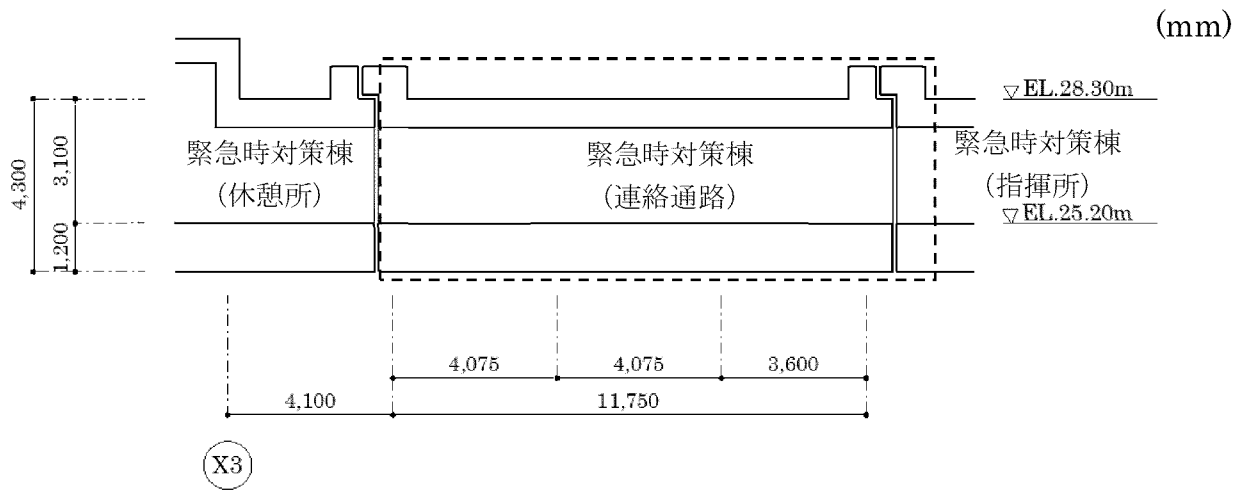 (mm)
▽EL.28.30m
緊急時対策棟
(休憩所)
緊急時対策棟
(連絡通路)
緊急時対策棟
(指揮所)
▽EL.25.20m
4,300
3,100
1,200
4,075
4,075
3,600
4,100
11,750
X3